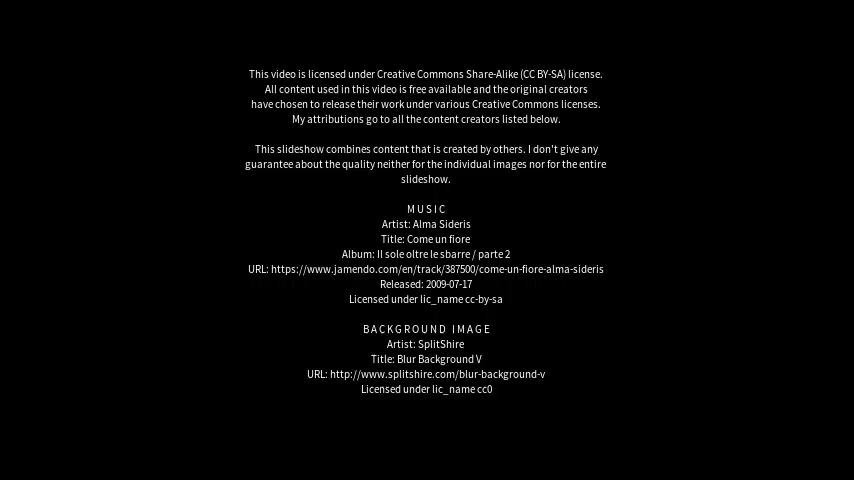 This video is licensed under Creative Commons Share-Alike (CC BY-SA) license.
All content used in this video is free available and the original creators
have chosen to release their work under various Creative Commons licenses.
My attributions go to all the content creators listed below.
This slideshow combines content that is created by others. I don't give any
guarantee about the quality neither for the individual images nor for the entire
slideshow.
MUSIC
Artist: Alma Sideris
Title: Come un fiore
Album: Il sole oltre le sbarre / parte 2
URL: https://www.jamendo.com/en/track/387500/come-un-fiore-alma-sideris
Released: 2009-07-17
Licensed under lic_name cc-by-sa
BACKGROUND IMAGE
Artist: SplitShire
Title: Blur Background V
URL: http://www.splitshire.com/blur-background-v
Licensed under lic_name cc0